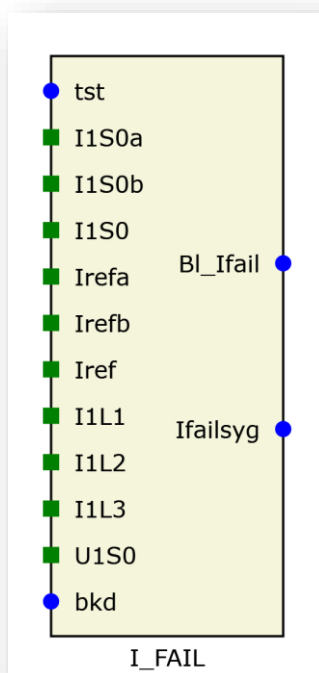 tst
I1S0a
I1S0b
I1S0
Bl_Ifail
Irefa
Irefb
Iref
I1L1
Ifailsyg
I1L2
I1L3
U1S0
bkd
I_FAIL